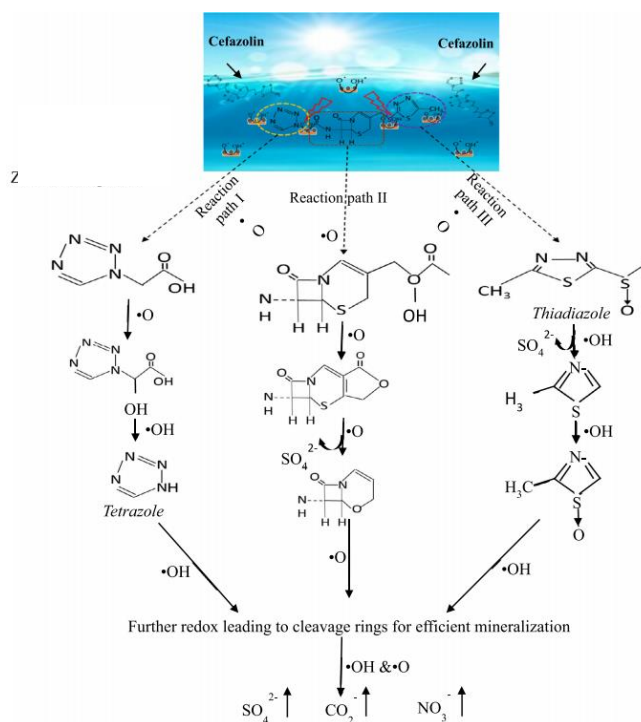 Cefazolin
Cefazolin
Z
Reaction path I
Reaction path II
Reaction path III
•O
•O
•O
N
N
N
N
O
OH
O
N
N
H
H
H
S
O
O
OH
N
N
CH3
S
S
O
Thiadiazole
•O
•O
SO4 2-
•OH
N
N
N
N
O
OH
OH
O
N
N
H
H
H
S
O
O
N
H3
S
•OH
•O
SO4 2-
•OH
N
N
N
NH
Tetrazole
O
N
N
H
H
H
O
N
H3C
S
O
•OH
•O
•OH
Further redox leading to cleavage rings for efficient mineralization
•OH &•O
SO4 2-
CO2 -
NO3 -